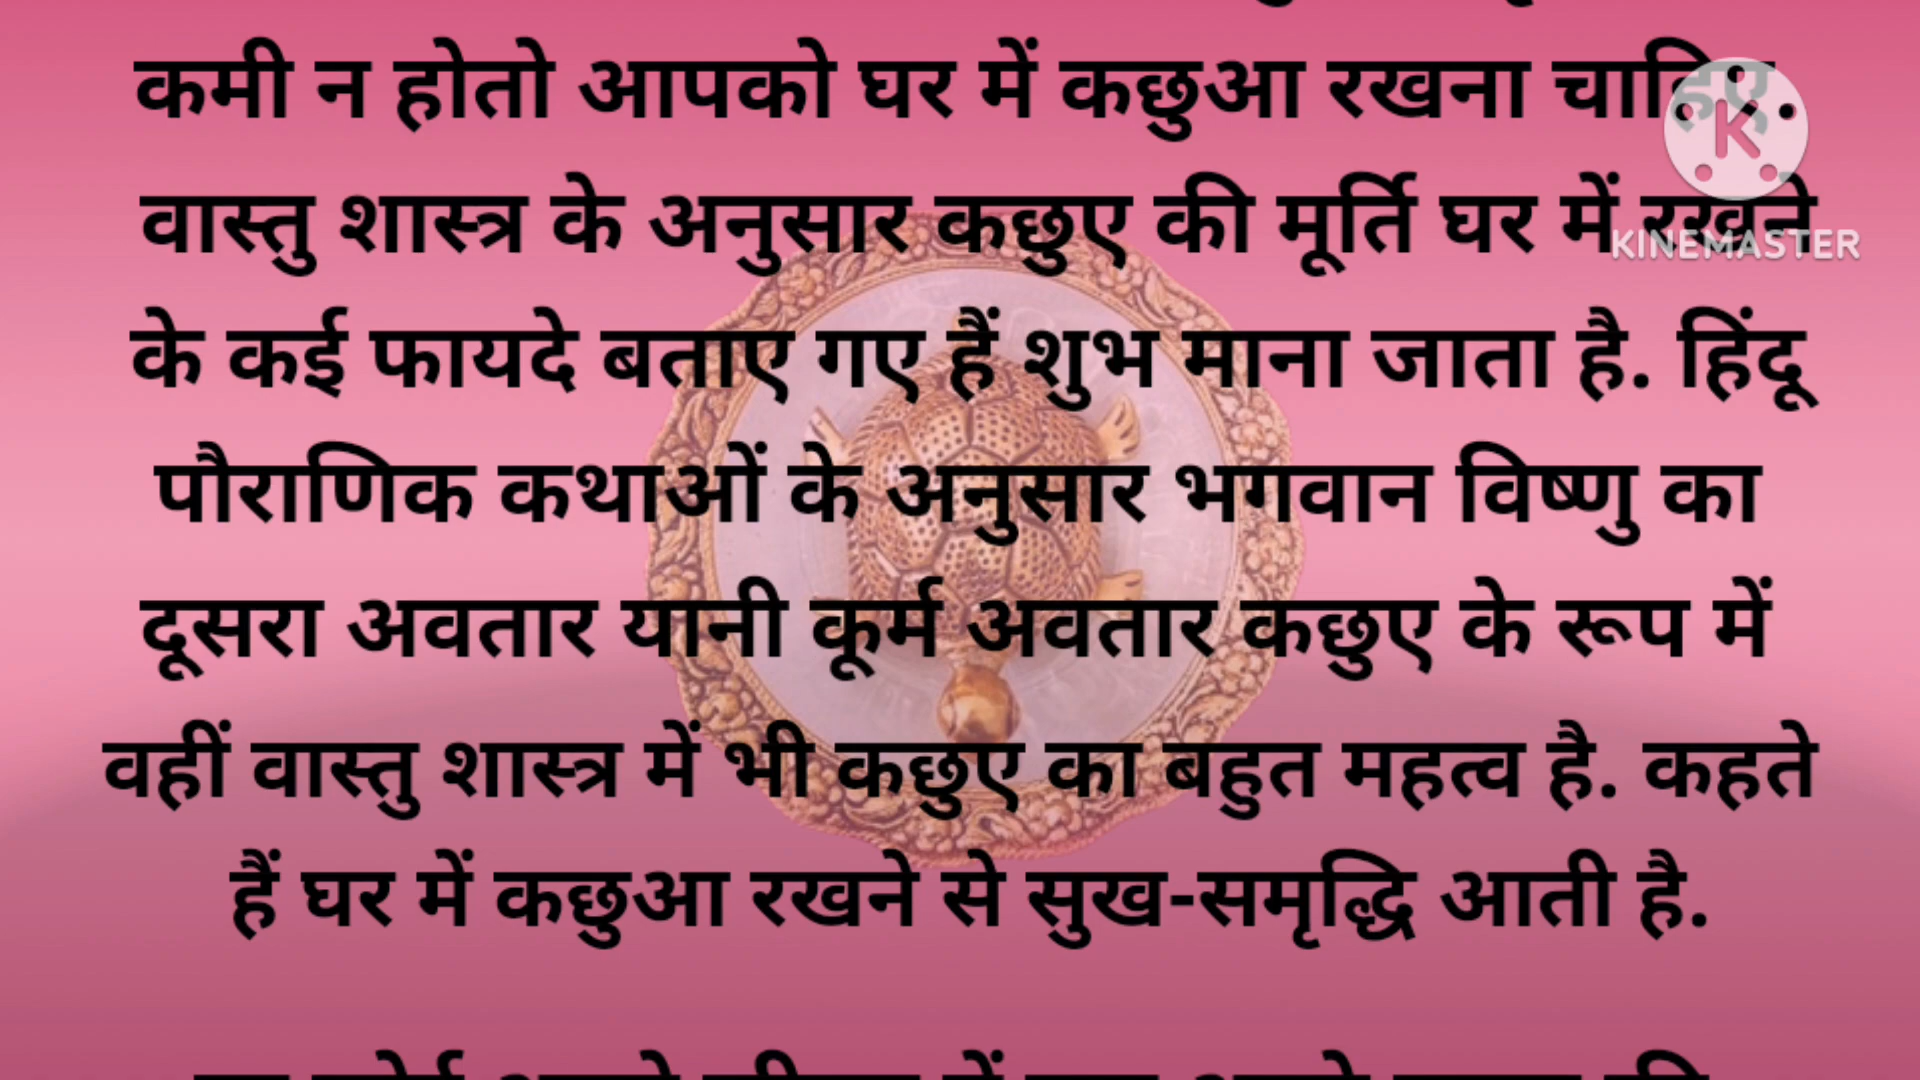 कमी न होतो आपको घर में कछुआ रखना चाहिए.
वास्तु शास्त्र के अनुसार कछुए की मूर्ति घर में रखने
KINEMASTER
के कई फायदे बताए गए हैं शुभ माना जाता है. हिंदू
पौराणिक कथाओं के अनुसार भगवान विष्णु का
दूसरा अवतार यानी कूर्म अवतार कछुए के रूप में
वहीं वास्तु शास्त्र में भी कछुए का बहुत महत्व है. कहते
हैं घर में कछुआ रखने से सुख-समृद्धि आती है.